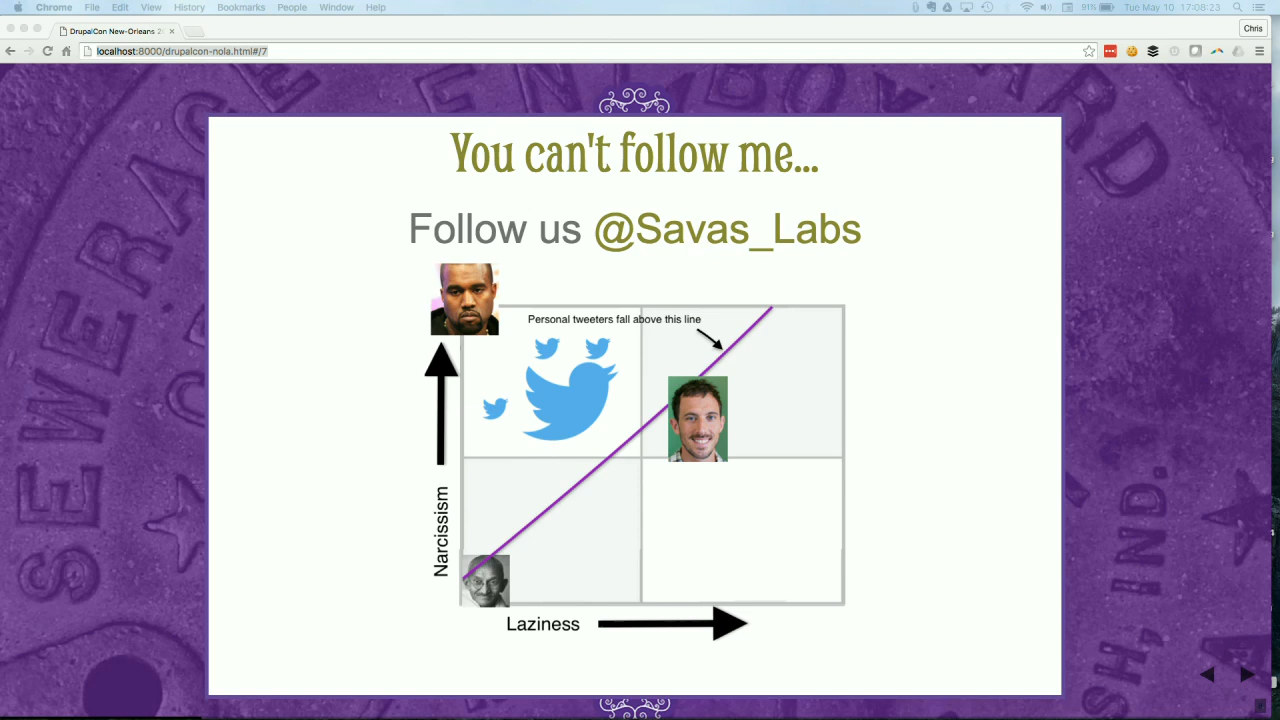 Chrome File Edit View History Bookmarks People Window Help 91% Tue May 10 17:08:23
DrupalCon New-Orleans 2
Chris
localhost:8000/drupalcon-nola.html#/7
SEWERAGE
You can't follow me...
Follow us @Savas_Labs
Personal tweeters fall above this line
Narcissism
Laziness